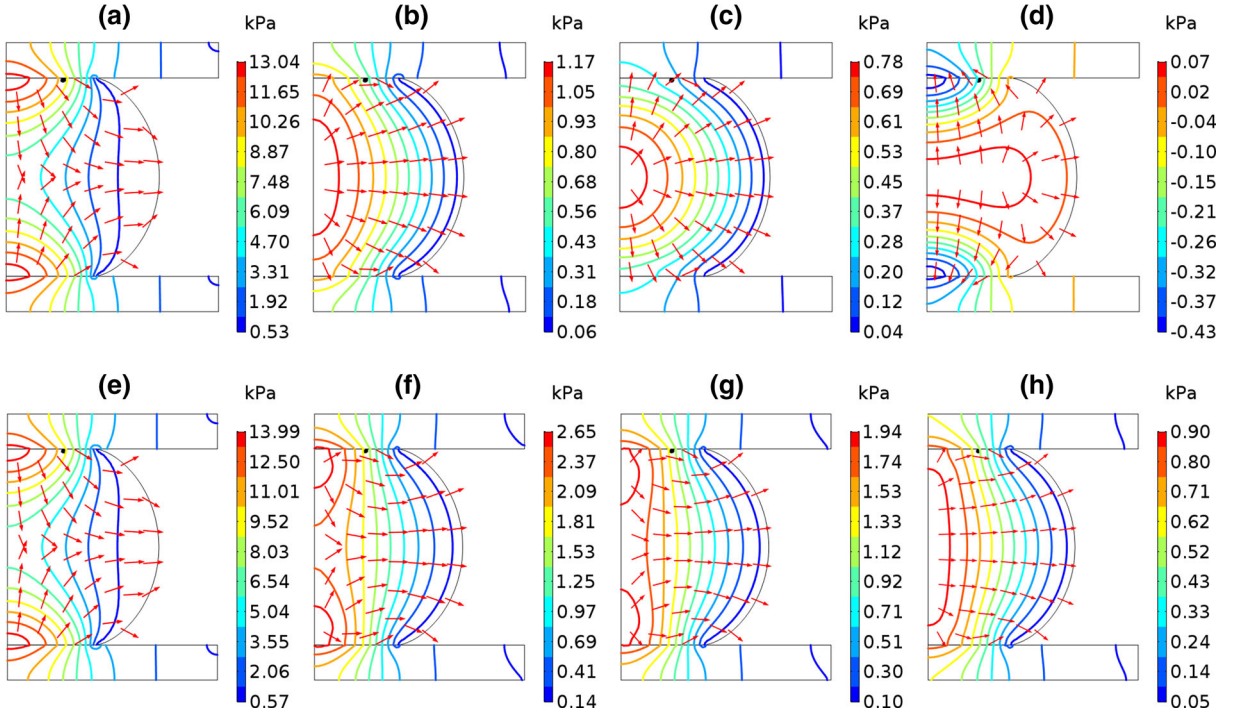 (a) (b) (c) (d)
kPa kPa kPa kPa
13.04 1.17 0.78 0.07
11.65 1.05 0.69 0.02
10.26 0.93 0.61 -0.04
8.87 0.80 0.53 -0.10
7.48 0.68 0.45 -0.15
6.09 0.56 0.37 -0.21
4.70 0.43 0.28 -0.26
3.31 0.31 0.20 -0.32
1.92 0.18 0.12 -0.37
0.53 0.06 0.04 -0.43
(e) (f) (g) (h)
kPa kPa kPa kPa
13.99 2.65 1.94 0.90
12.50 2.37 1.74 0.80
11.01 2.09 1.53 0.71
9.52 1.81 1.33 0.62
8.03 1.53 1.12 0.52
6.54 1.25 0.92 0.43
5.04 0.97 0.71 0.33
3.55 0.69 0.51 0.24
2.06 0.41 0.30 0.14
0.57 0.14 0.10 0.05